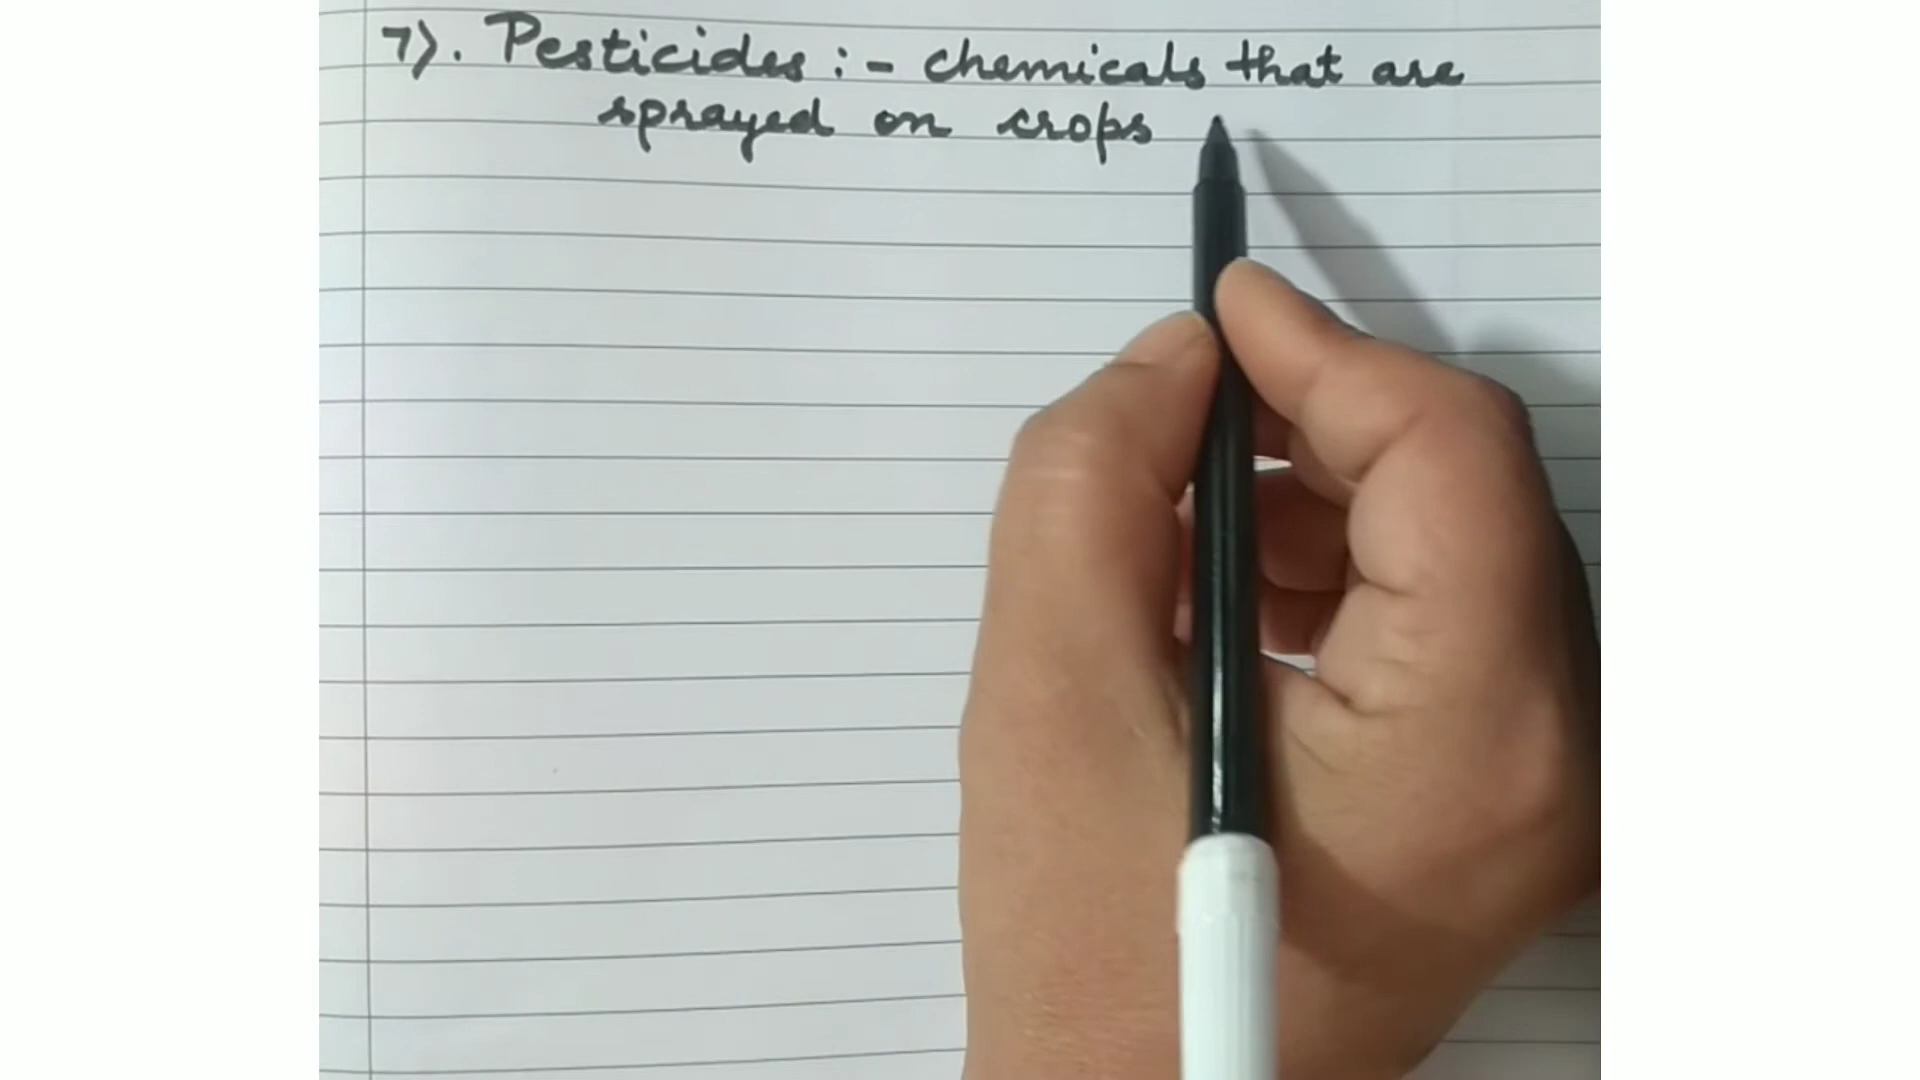 7). Pesticides :- chemicals that are
sprayed on crops